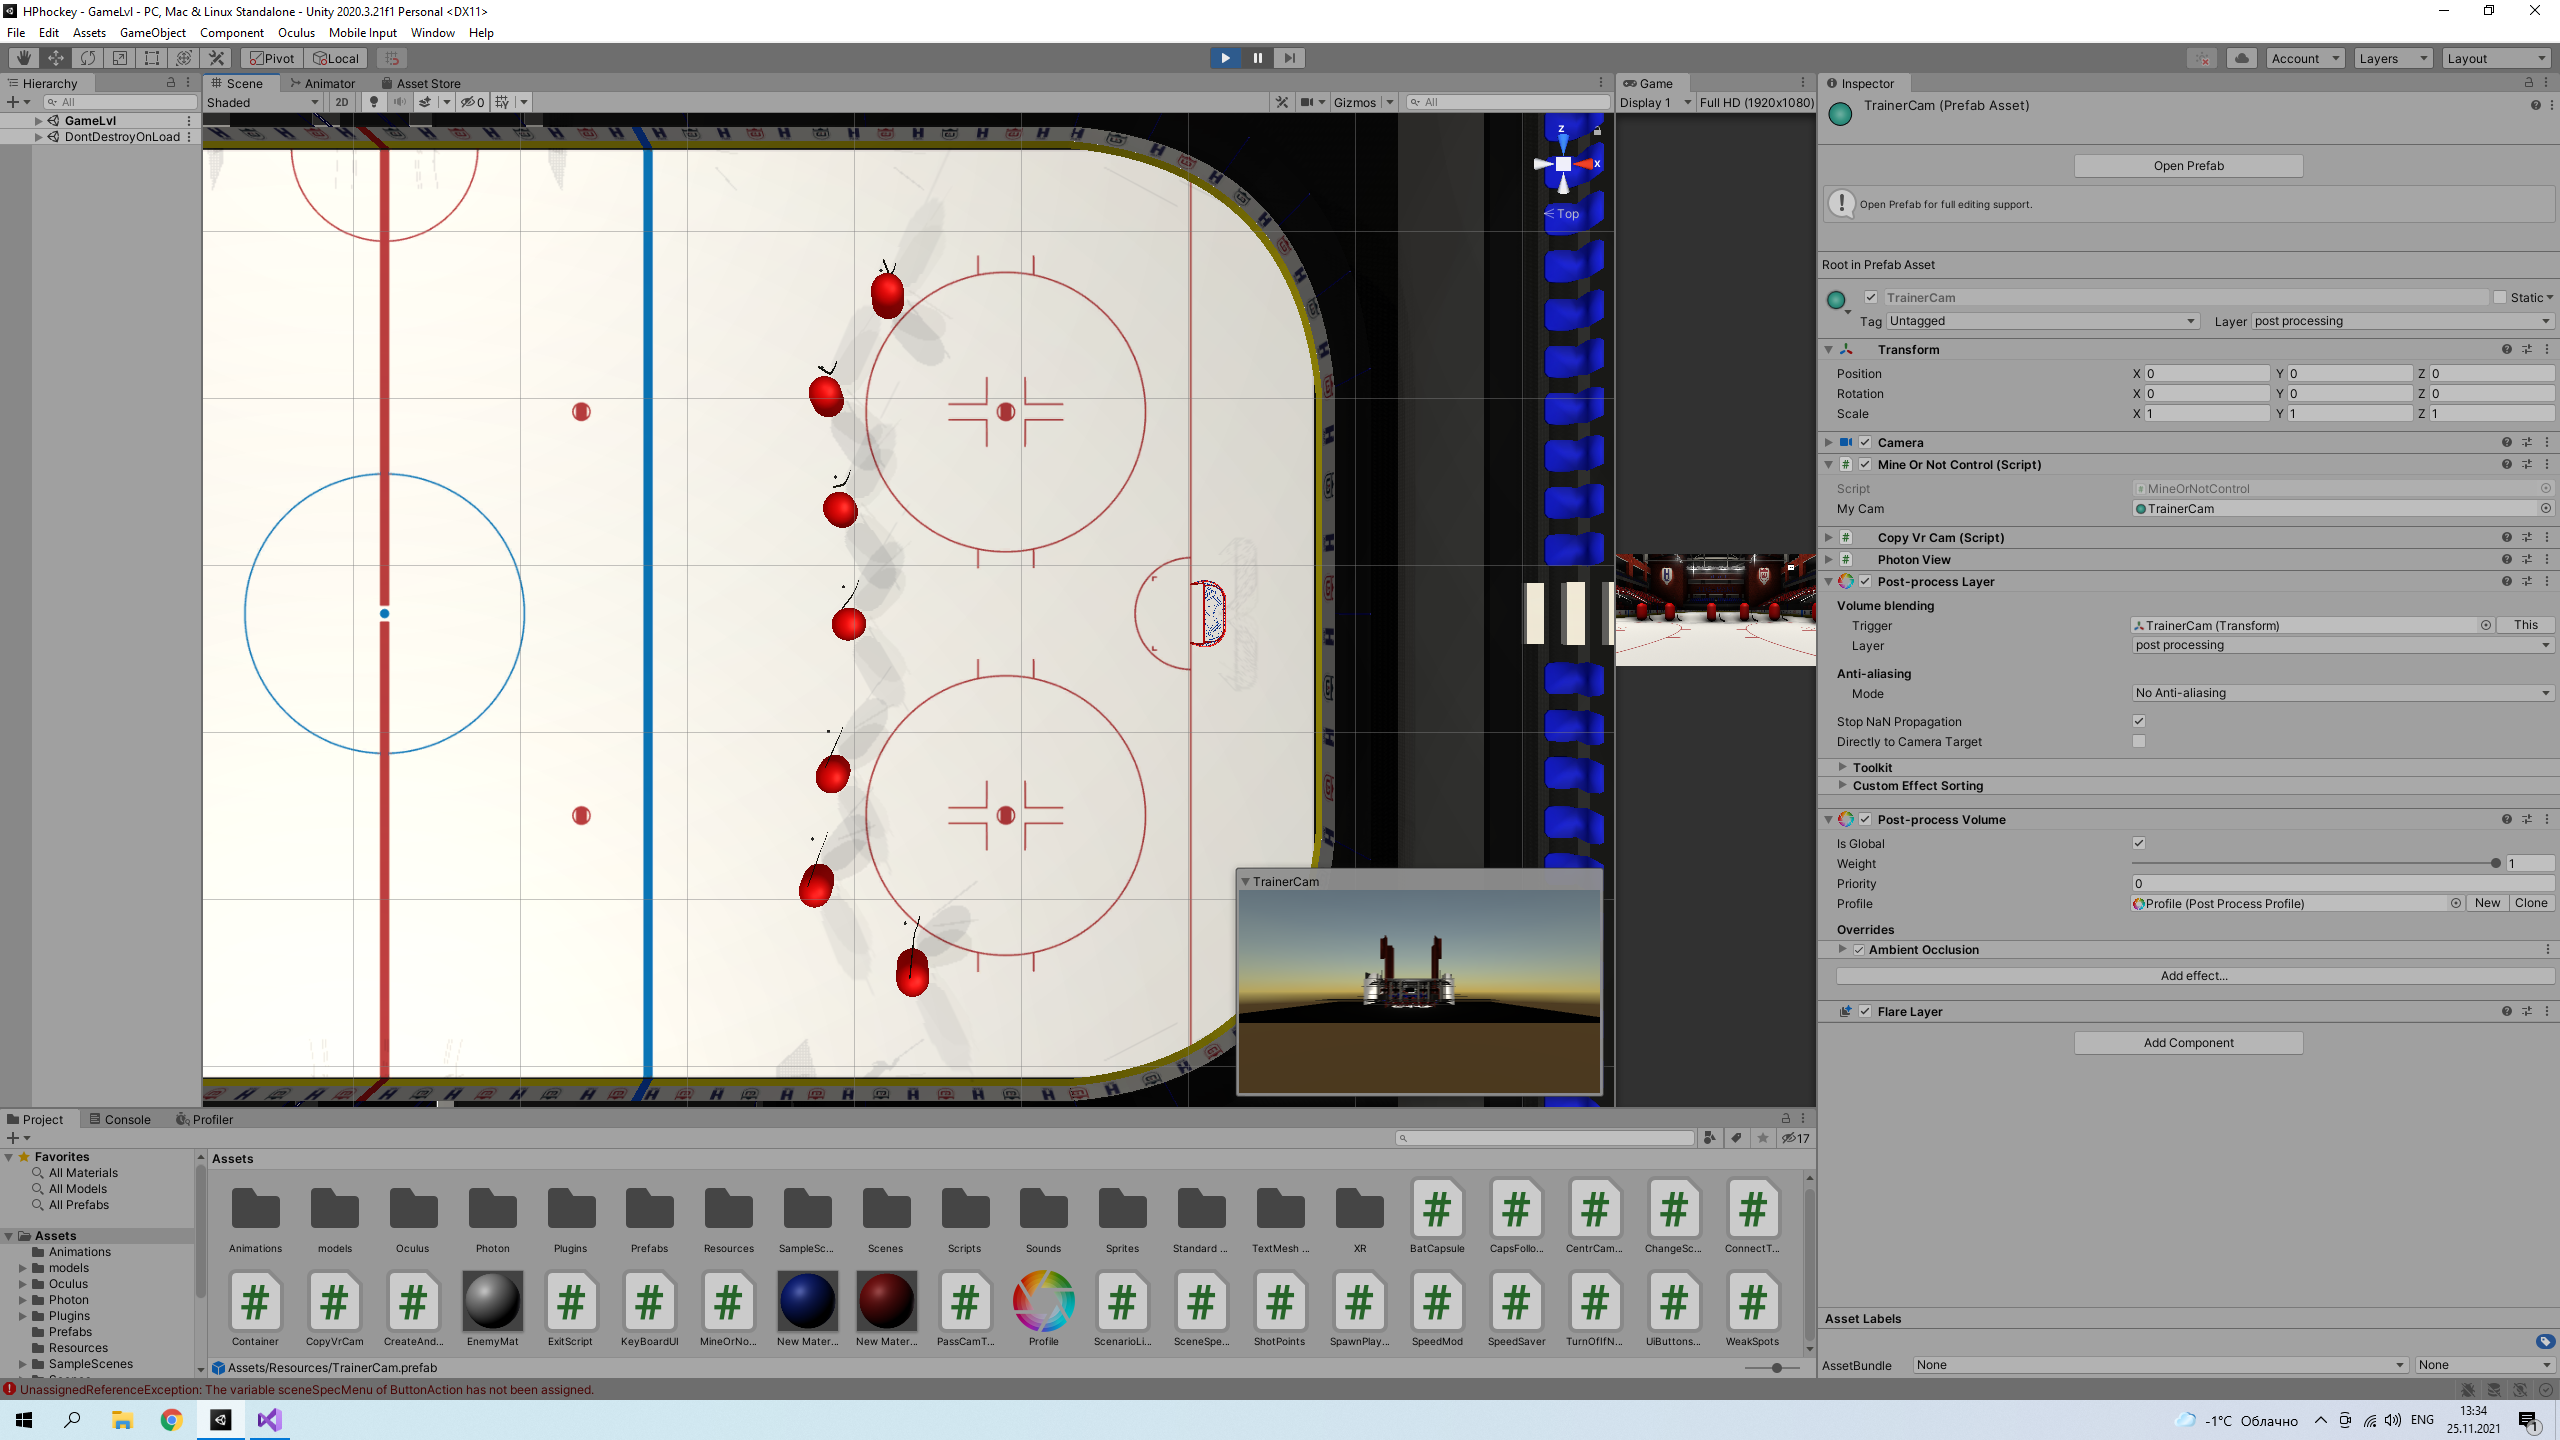 HPhockey - GameLvl - PC, Mac & Linux Standalone - Unity 2020.3.21f1 Personal <DX11>
File Edit Assets GameObject Component Oculus Mobile Input Window Help
Pivot Local Account Layers Layout
Hierarchy
All
GameLvl
DontDestroyOnLoad
Scene Animator Asset Store
Shaded 2D 0 Gizmos All
Z
X
Top
TrainerCam
Game
Display 1 Full HD (1920x1080)
Inspector
TrainerCam (Prefab Asset)
Open Prefab
Open Prefab for full editing support.
Root in Prefab Asset
TrainerCam Static
Tag Untagged Layer post processing
Transform
Position X 0 Y 0 Z 0
Rotation X 0 Y 0 Z 0
Scale X 1 Y 1 Z 1
Camera
Mine Or Not Control (Script)
Script MineOrNotControl
My Cam TrainerCam
Copy Vr Cam (Script)
Photon View
Post-process Layer
Volume blending
Trigger TrainerCam (Transform) This
Layer post processing
Anti-aliasing
Mode No Anti-aliasing
Stop NaN Propagation
Directly to Camera Target
Toolkit
Custom Effect Sorting
Post-process Volume
Is Global
Weight 1
Priority 0
Profile Profile (Post Process Profile) New Clone
Overrides
Ambient Occlusion
Add effect...
Flare Layer
Add Component
Asset Labels
AssetBundle None None
Project Console Profiler
17
Favorites
All Materials
All Models
All Prefabs
Assets
Animations
models
Oculus
Photon
Plugins
Prefabs
Resources
SampleScenes
Assets
Animations models Oculus Photon Plugins Prefabs Resources SampleSc... Scenes Scripts Sounds Sprites Standard ... TextMesh ... XR BatCapsule CapsFollo... CentrCam... ChangeSc... ConnectT...
Container CopyVrCam CreateAnd... EnemyMat ExitScript KeyBoardUI MineOrNo... New Mater... New Mater... PassCamT... Profile ScenarioLi... SceneSpe... ShotPoints SpawnPlay... SpeedMod SpeedSaver TurnOfIfN... UiButtons... WeakSpots
Assets/Resources/TrainerCam.prefab
UnassignedReferenceException: The variable sceneSpecMenu of ButtonAction has not been assigned.
-1°C Облачно ENG
13:34
25.11.2021
1